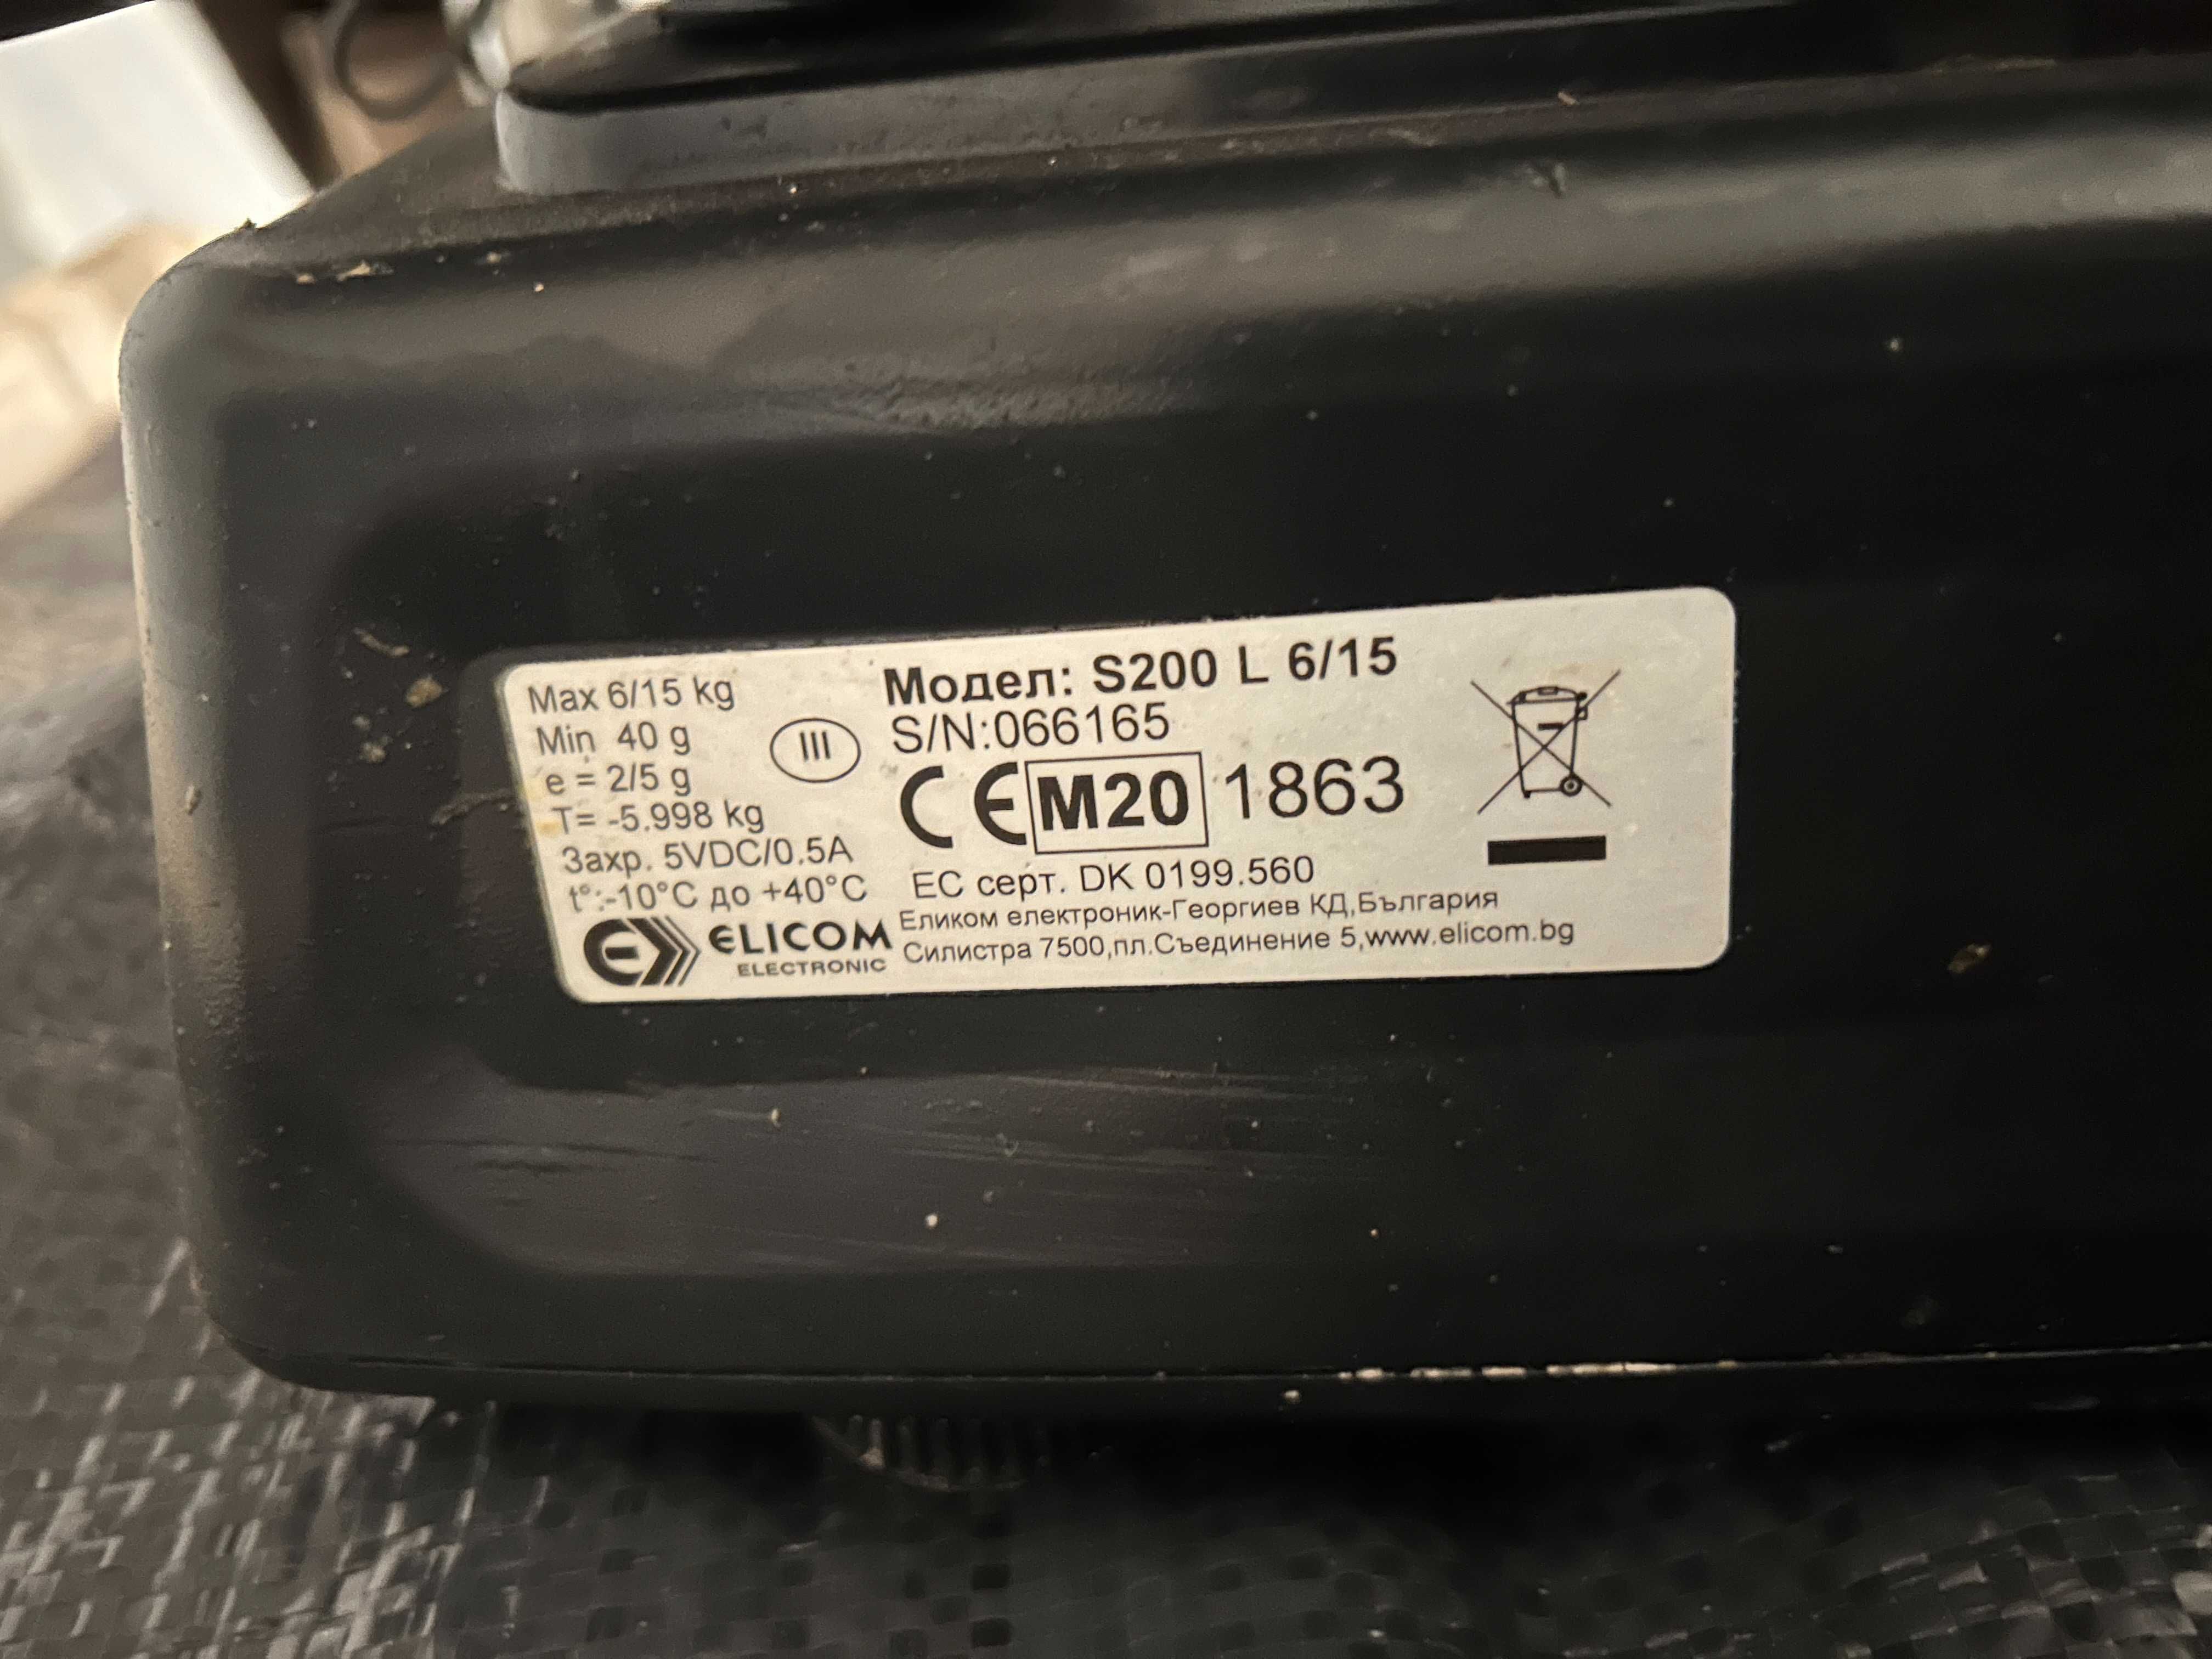 Max 6/15 kg
Min 40 g
e = 2/5 g
T= -5.998 kg
Захр. 5VDC/0.5A
t°:-10°C до +40°C
III
Модел: S200 L 6/15
S/N:066165
CE M20 1863
ЕС серт. DK 0199.560
ELICOM
ELECTRONIC
Еликом електроник-Георгиев КД,България
Силистра 7500,пл.Съединение 5,www.elicom.bg